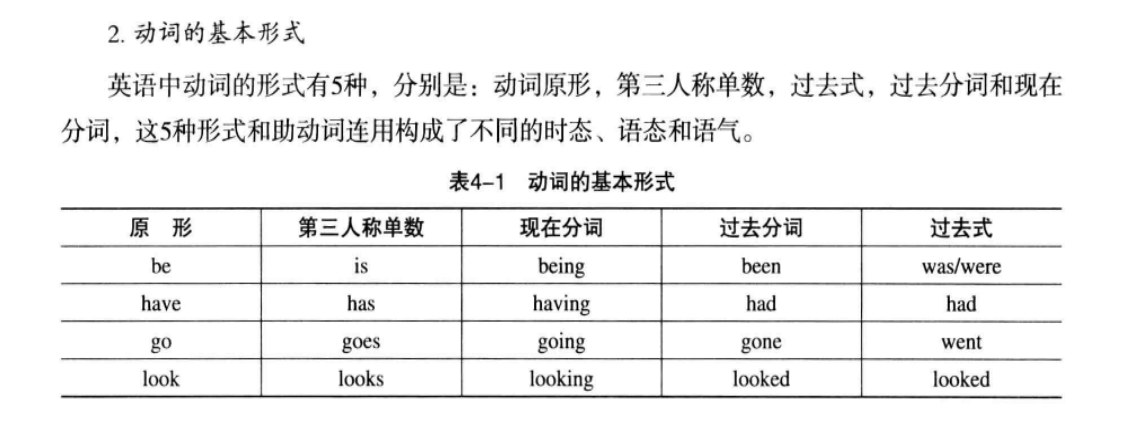 2. 动词的基本形式
英语中动词的形式有5种，分别是：动词原形，第三人称单数，过去式，过去分词和现在
分词，这5种形式和助动词连用构成了不同的时态、语态和语气。
表4-1 动词的基本形式
原 形 第三人称单数 现在分词 过去分词 过去式
be is being been was/were
have has having had had
go goes going gone went
look looks looking looked looked